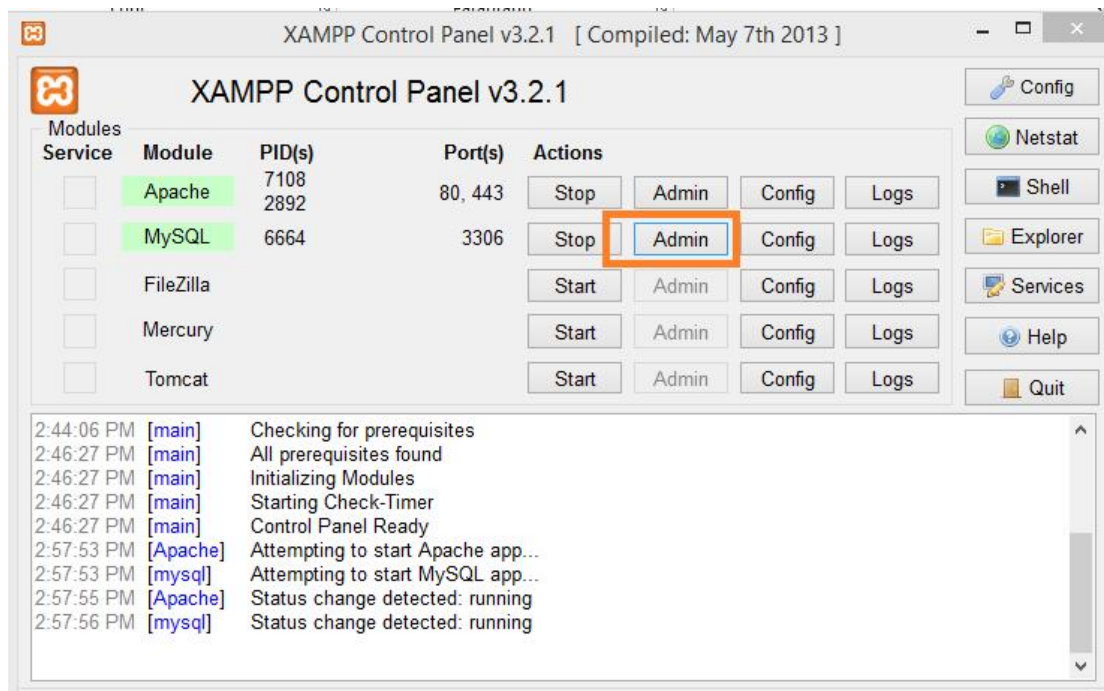 XAMPP Control Panel v3.2.1 [ Compiled: May 7th 2013 ]
XAMPP Control Panel v3.2.1
Config
Modules
Netstat
Service Module PID(s) Port(s) Actions
Apache 7108 2892 80, 443 Stop Admin Config Logs
Shell
MySQL 6664 3306 Stop Admin Config Logs
Explorer
FileZilla Start Admin Config Logs
Services
Mercury Start Admin Config Logs
Help
Tomcat Start Admin Config Logs
Quit
2:44:06 PM [main] Checking for prerequisites
2:46:27 PM [main] All prerequisites found
2:46:27 PM [main] Initializing Modules
2:46:27 PM [main] Starting Check-Timer
2:46:27 PM [main] Control Panel Ready
2:57:53 PM [Apache] Attempting to start Apache app...
2:57:53 PM [mysql] Attempting to start MySQL app...
2:57:55 PM [Apache] Status change detected: running
2:57:56 PM [mysql] Status change detected: running